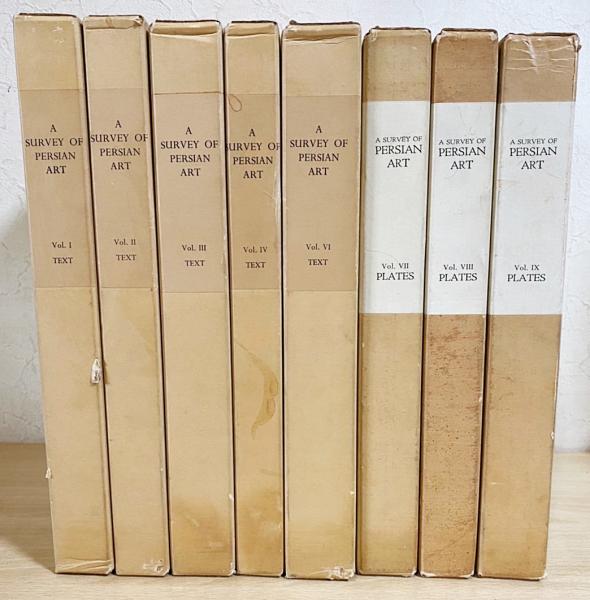 A
SURVEY OF
PERSIAN
ART
Vol. I
TEXT
A
SURVEY OF
PERSIAN
ART
Vol. II
TEXT
A
SURVEY OF
PERSIAN
ART
Vol. III
TEXT
A
SURVEY OF
PERSIAN
ART
Vol. IV
TEXT
A
SURVEY OF
PERSIAN
ART
Vol. VI
TEXT
A SURVEY OF
PERSIAN
ART
Vol. VII
PLATES
A SURVEY OF
PERSIAN
ART
Vol. VIII
PLATES
A SURVEY OF
PERSIAN
ART
Vol. IX
PLATES